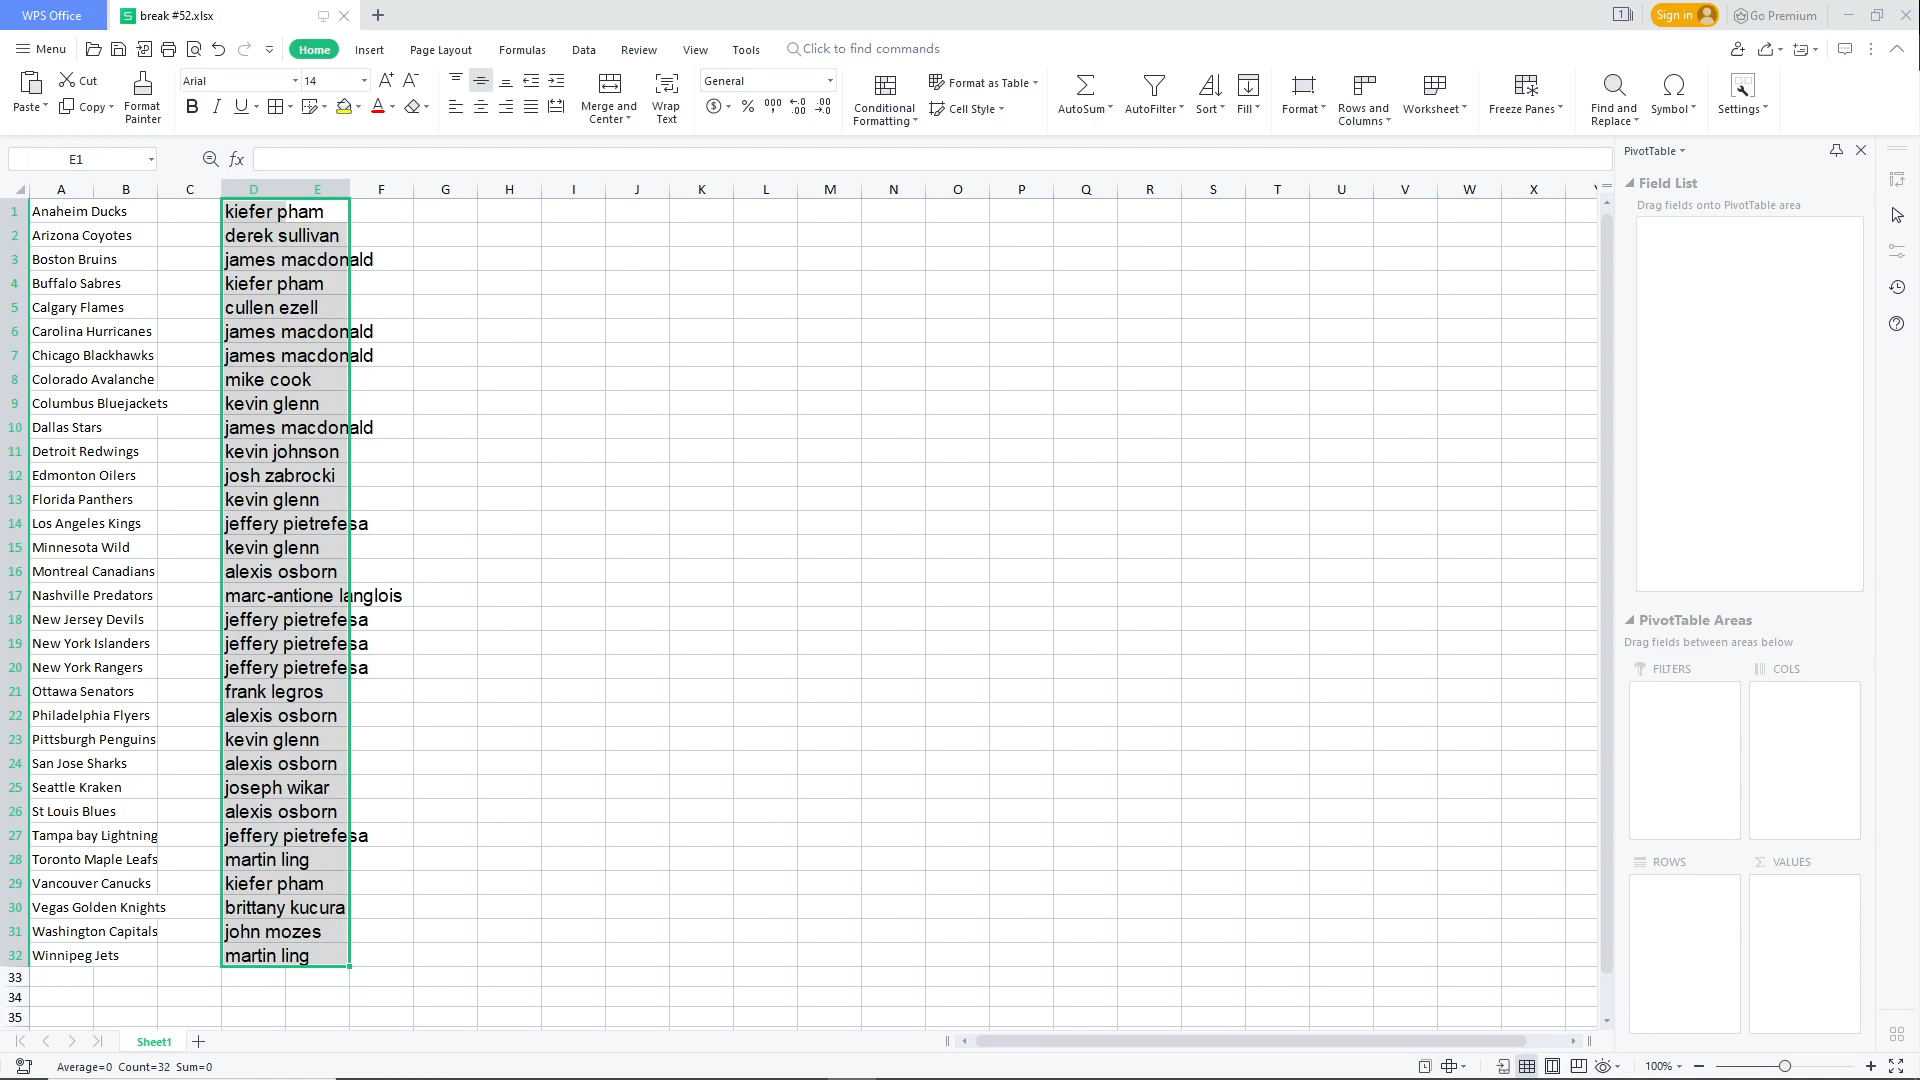 WPS Office break #52.xlsx 1 Sign in Go Premium
Menu Home Insert Page Layout Formulas Data Review View Tools Click to find commands
Paste Cut Copy Format Painter Arial 14 A+ A- B I U A Merge and Center Wrap Text General Conditional Formatting Format as Table Cell Style AutoSum AutoFilter Sort Fill Format Rows and Columns Worksheet Freeze Panes Find and Replace Symbol Settings
E1 fx
PivotTable
A B C D E F G H I J K L M N O P Q R S T U V W X
1 Anaheim Ducks kiefer pham
2 Arizona Coyotes derek sullivan
3 Boston Bruins james macdonald
4 Buffalo Sabres kiefer pham
5 Calgary Flames cullen ezell
6 Carolina Hurricanes james macdonald
7 Chicago Blackhawks james macdonald
8 Colorado Avalanche mike cook
9 Columbus Bluejackets kevin glenn
10 Dallas Stars james macdonald
11 Detroit Redwings kevin johnson
12 Edmonton Oilers josh zabrocki
13 Florida Panthers kevin glenn
14 Los Angeles Kings jeffery pietrefesa
15 Minnesota Wild kevin glenn
16 Montreal Canadians alexis osborn
17 Nashville Predators marc-antione langlois
18 New Jersey Devils jeffery pietrefesa
19 New York Islanders jeffery pietrefesa
20 New York Rangers jeffery pietrefesa
21 Ottawa Senators frank legros
22 Philadelphia Flyers alexis osborn
23 Pittsburgh Penguins kevin glenn
24 San Jose Sharks alexis osborn
25 Seattle Kraken joseph wikar
26 St Louis Blues alexis osborn
27 Tampa bay Lightning jeffery pietrefesa
28 Toronto Maple Leafs martin ling
29 Vancouver Canucks kiefer pham
30 Vegas Golden Knights brittany kucura
31 Washington Capitals john mozes
32 Winnipeg Jets martin ling
33
34
35
Field List
Drag fields onto PivotTable area
PivotTable Areas
Drag fields between areas below
FILTERS COLS
ROWS VALUES
Sheet1
Average=0 Count=32 Sum=0 100%